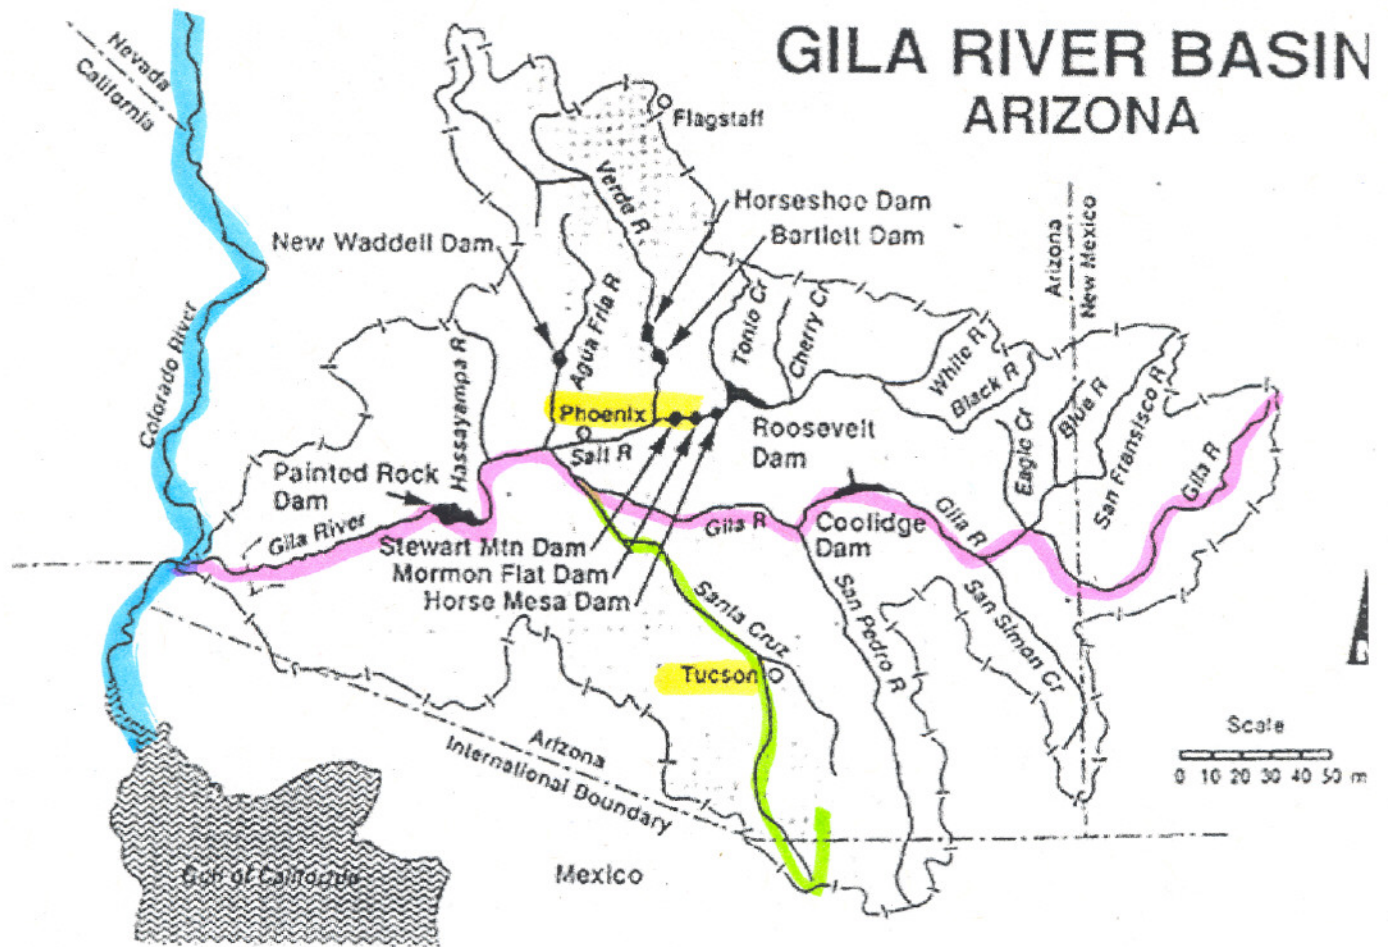 GILA RIVER BASIN
ARIZONA
Nevada
California
Flagstaff
Verde R
Horseshoe Dam
Bartlett Dam
New Waddell Dam
Arizona
New Mexico
Colorado River
Agua Fria R
Tonto Cr
Cherry Cr
Hassayampa R
White R
Black R
Blue R
San Fransisco R
Eagle Cr
Phoenix
Salt R
Roosevelt
Dam
Painted Rock
Dam
Gila River
Gila R
Coolidge
Dam
Gila R
Gila R
Stewart Mtn Dam
Mormon Flat Dam
Horse Mesa Dam
Santa Cruz
San Pedro R
San Simon Cr
Tucson
Arizona
International Boundary
Mexico
Gulf of California
Scale
0 10 20 30 40 50 m